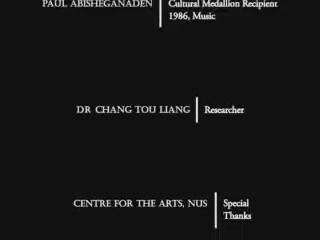 PAUL ABISHEGANADEN
Cultural Medallion Recipient
1986, Music
DR CHANG TOU LIANG
Researcher
CENTRE FOR THE ARTS, NUS
Special
Thanks